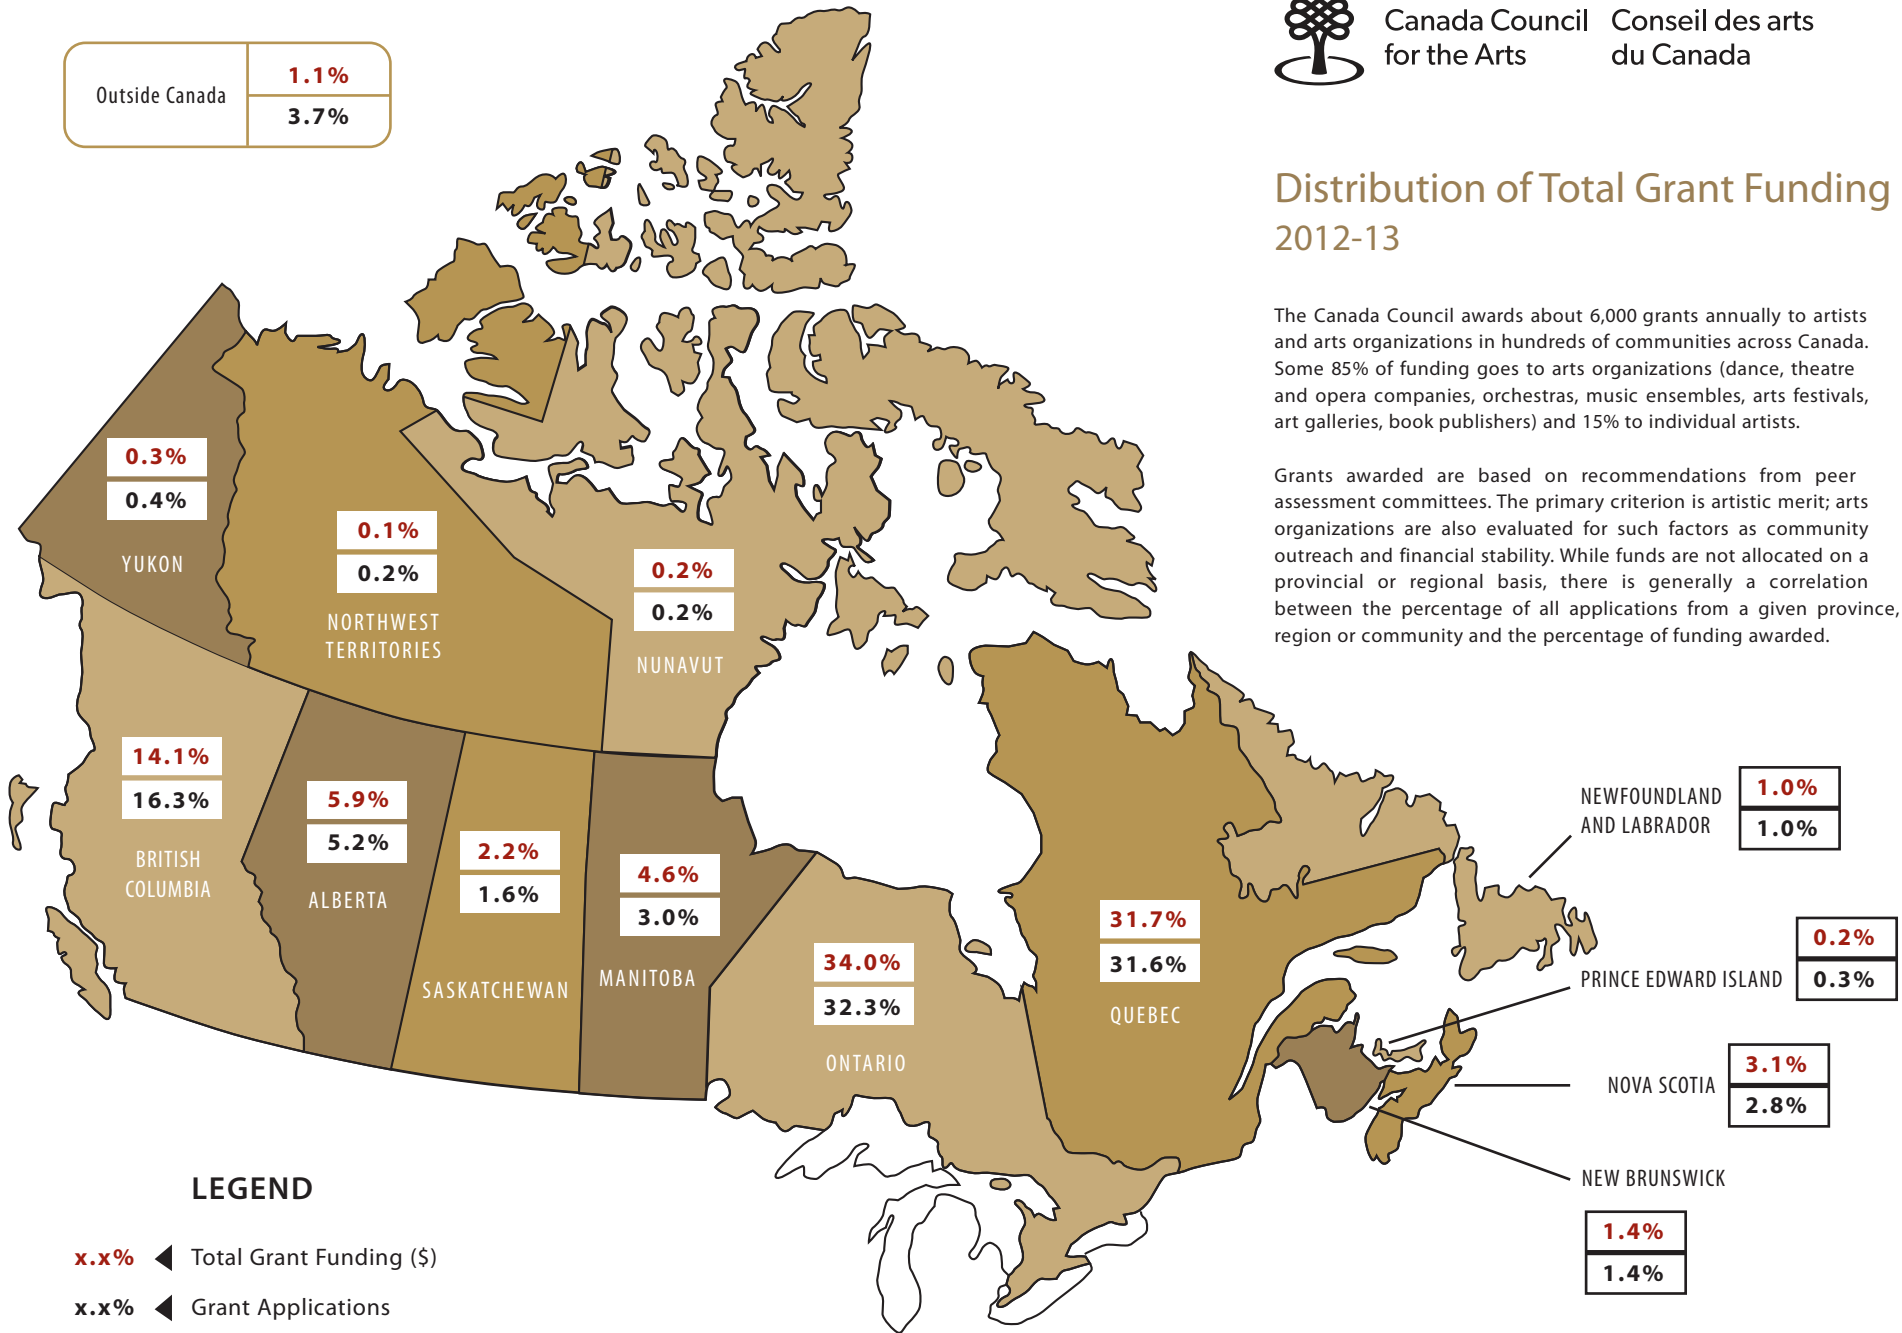 Canada Council Conseil des arts
for the Arts du Canada
Outside Canada
1.1%
3.7%
Distribution of Total Grant Funding
2012-13
The Canada Council awards about 6,000 grants annually to artists
and arts organizations in hundreds of communities across Canada.
Some 85% of funding goes to arts organizations (dance, theatre
and opera companies, orchestras, music ensembles, arts festivals,
art galleries, book publishers) and 15% to individual artists.
Grants awarded are based on recommendations from peer
assessment committees. The primary criterion is artistic merit; arts
organizations are also evaluated for such factors as community
outreach and financial stability. While funds are not allocated on a
provincial or regional basis, there is generally a correlation
between the percentage of all applications from a given province,
region or community and the percentage of funding awarded.
0.3%
0.4%
YUKON
0.1%
0.2%
NORTHWEST
TERRITORIES
0.2%
0.2%
NUNAVUT
14.1%
16.3%
BRITISH
COLUMBIA
5.9%
5.2%
ALBERTA
2.2%
1.6%
SASKATCHEWAN
4.6%
3.0%
MANITOBA
34.0%
32.3%
ONTARIO
31.7%
31.6%
QUEBEC
NEWFOUNDLAND
AND LABRADOR
1.0%
1.0%
PRINCE EDWARD ISLAND
0.2%
0.3%
NOVA SCOTIA
3.1%
2.8%
NEW BRUNSWICK
1.4%
1.4%
LEGEND
x.x% Total Grant Funding ($)
x.x% Grant Applications